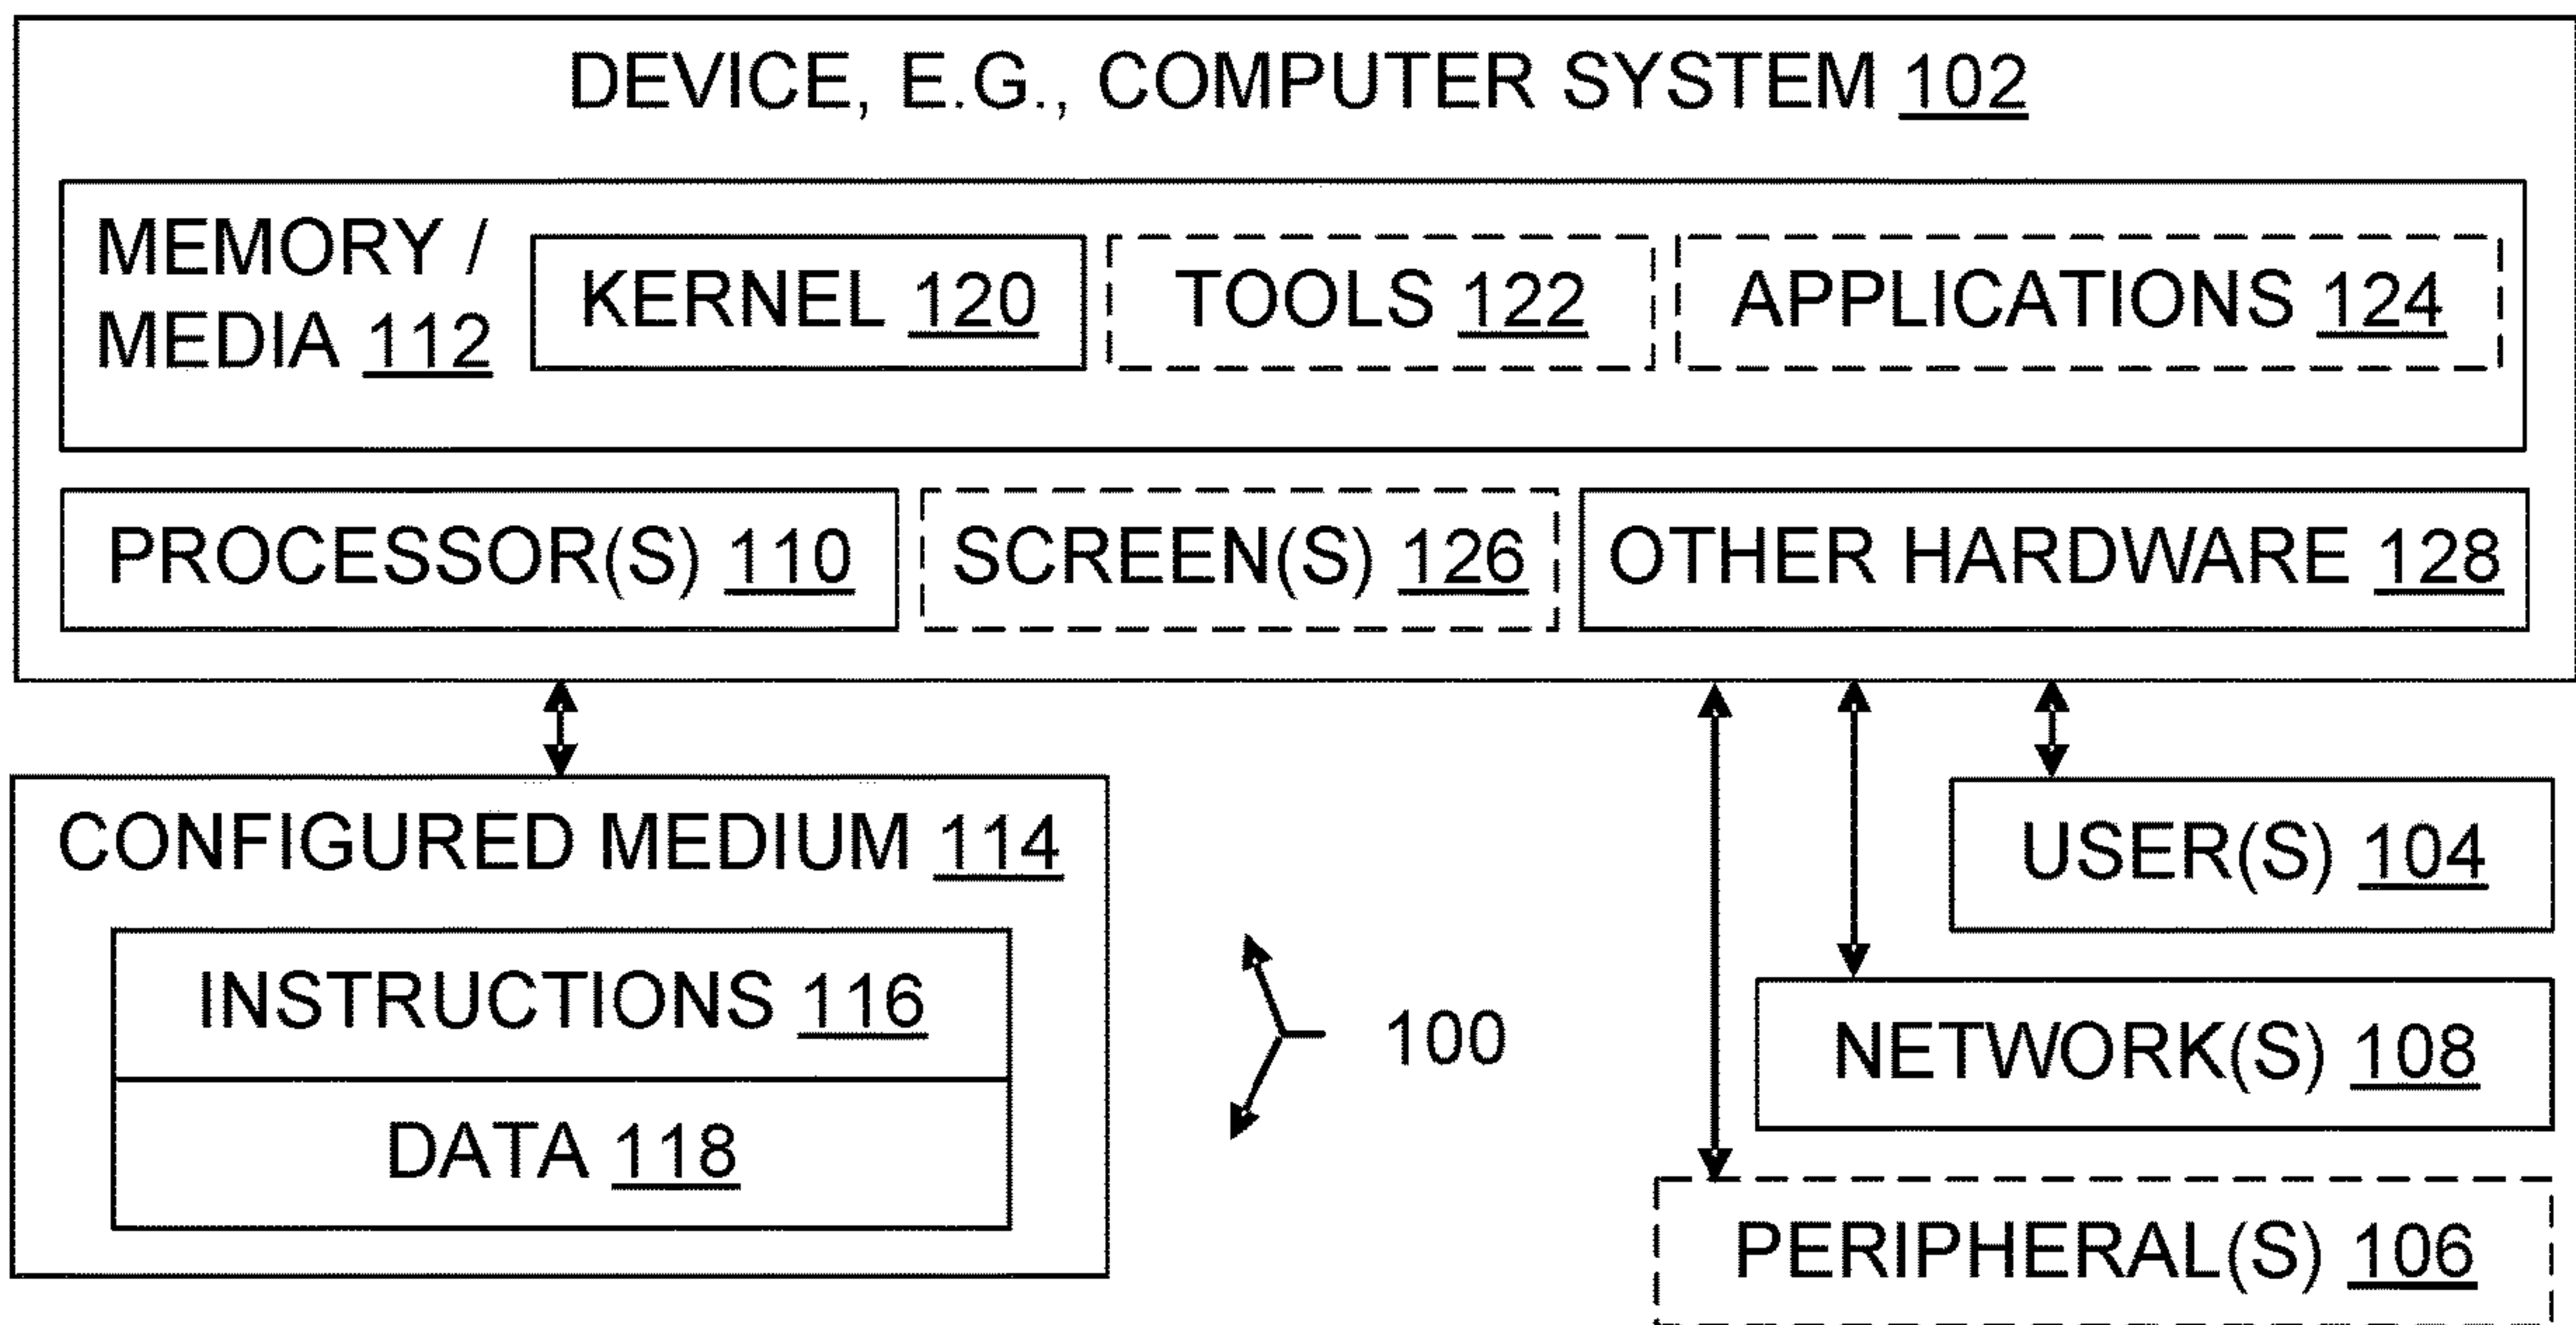 DEVICE, E.G., COMPUTER SYSTEM 102
MEMORY /
MEDIA 112
KERNEL 120
TOOLS 122
APPLICATIONS 124
PROCESSOR(S) 110
SCREEN(S) 126
OTHER HARDWARE 128
CONFIGURED MEDIUM 114
INSTRUCTIONS 116
DATA 118
100
USER(S) 104
NETWORK(S) 108
PERIPHERAL(S) 106